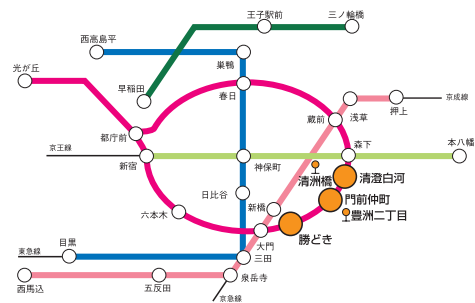 王子駅前
三ノ輪橋
西高島平
巣鴨
光が丘
早稲田
春日
京成線
押上
浅草
蔵前
都庁前
森下
本八幡
京王線
新宿
神保町
清洲橋
清澄白河
日比谷
門前仲町
新橋
六本木
豊洲二丁目
勝どき
大門
目黒
東急線
三田
泉岳寺
西馬込
五反田
京急線